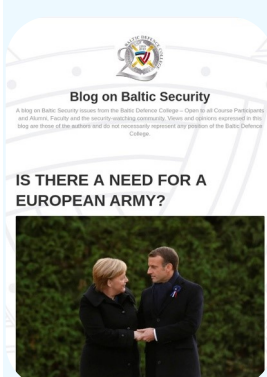 BALTIC DEFENCE COLLEGE
Blog on Baltic Security
A blog on Baltic Security issues from the Baltic Defence College – Open to all Course Participants
and Alumni, Faculty and the security-watching community. Views and opinions expressed in this
blog are those of the authors and do not necessarily represent any position of the Baltic Defence
College.
IS THERE A NEED FOR A
EUROPEAN ARMY?